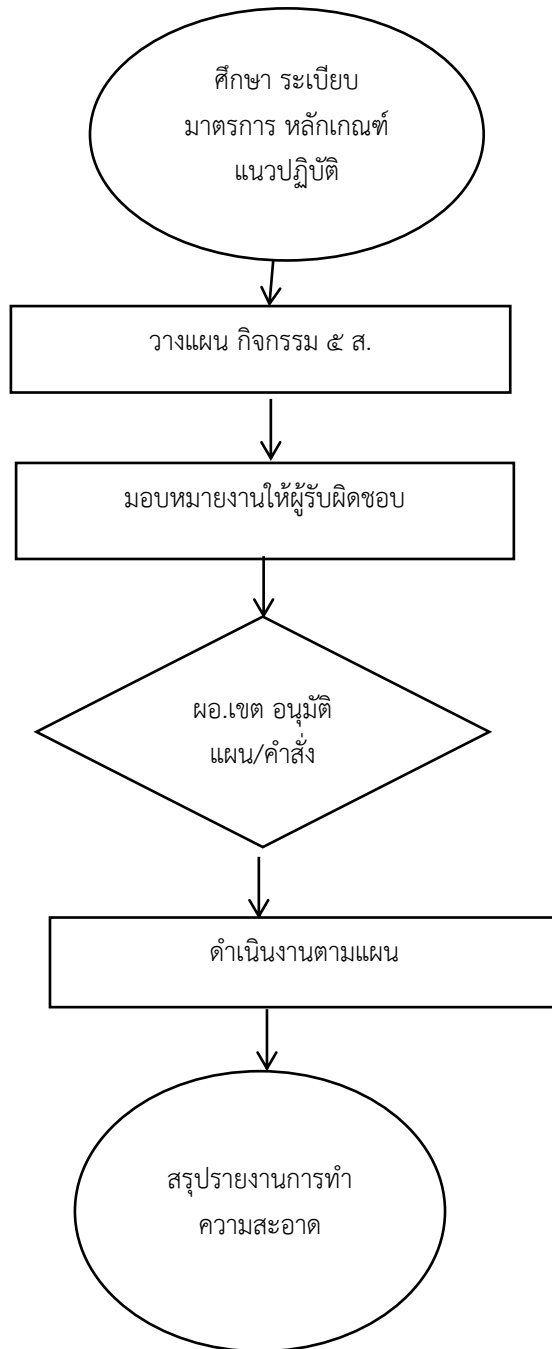 ศึกษา ระเบียบ
มาตรการ หลักเกณฑ์
แนวปฏิบัติ
วางแผน กิจกรรม ๕ ส.
มอบหมายงานให้ผู้รับผิดชอบ
ผอ.เขต อนุมัติ
แผน/คำสั่ง
ดำเนินงานตามแผน
สรุปรายงานการทำ
ความสะอาด